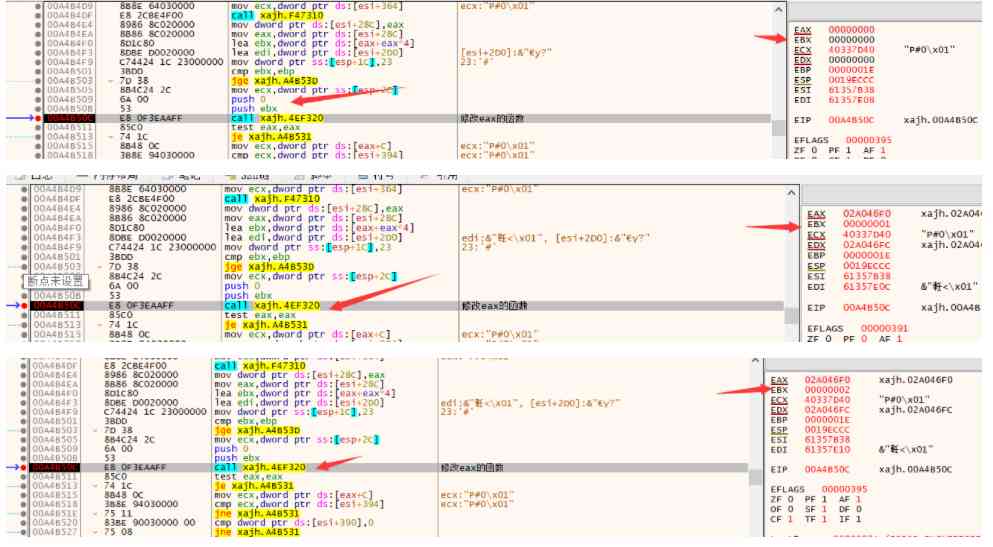 00A4B4D9 8B8E 64030000 mov ecx,dword ptr ds:[esi+364] ecx:"P#0\x01"
00A4B4DF E8 2CBE4F00 call xajh.F47310
00A4B4E4 8986 8C020000 mov dword ptr ds:[esi+28C],eax
00A4B4EA 8B86 8C020000 mov eax,dword ptr ds:[esi+28C]
00A4B4F0 8D1C80 lea ebx,dword ptr ds:[eax+eax*4]
00A4B4F3 8DBE D0020000 lea edi,dword ptr ds:[esi+2D0] [esi+2D0]:&"€y?"
00A4B4F9 C74424 1C 23000000 mov dword ptr ss:[esp+1C],23 23:'#'
00A4B501 3BDD cmp ebx,ebp
00A4B503 7D 38 jge xajh.A4B53D
00A4B505 8B4C24 2C mov ecx,dword ptr ss:[esp+2C]
00A4B509 6A 00 push 0
00A4B50B 53 push ebx
00A4B50C E8 0F3EAAFF call xajh.4EF320 修改eax的函数
00A4B511 85C0 test eax,eax
00A4B513 74 1C je xajh.A4B531
00A4B515 8B48 0C mov ecx,dword ptr ds:[eax+C] ecx:"P#0\x01"
00A4B518 3B8E 94030000 cmp ecx,dword ptr ds:[esi+394] ecx:"P#0\x01"
EAX 00000000
EBX 00000000
ECX 40337D40 "P#0\x01"
EDX 00000000
EBP 0000001E
ESP 0019ECCC
ESI 61357B38
EDI 61357E08
EIP 00A4B50C xajh.00A4B50C
EFLAGS 00000395
ZF 0 PF 1 AF 1
00A4B4D9 8B8E 64030000 mov ecx,dword ptr ds:[esi+364] ecx:"P#0\x01"
00A4B4DF E8 2CBE4F00 call xajh.F47310
00A4B4E4 8986 8C020000 mov dword ptr ds:[esi+28C],eax
00A4B4EA 8B86 8C020000 mov eax,dword ptr ds:[esi+28C]
00A4B4F0 8D1C80 lea ebx,dword ptr ds:[eax+eax*4]
00A4B4F3 8DBE D0020000 lea edi,dword ptr ds:[esi+2D0]
00A4B4F9 C74424 1C 23000000 mov dword ptr ss:[esp+1C],23 23:'#'
00A4B501 3BDD cmp ebx,ebp
00A4B503 7D 38 jge xajh.A4B53D
断点未设置 8B4C24 2C mov ecx,dword ptr ss:[esp+2C]
6A 00 push 0
00A4B50B 53 push ebx
00A4B50C E8 0F3EAAFF call xajh.4EF320 修改eax的函数
00A4B511 85C0 test eax,eax
00A4B513 74 1C je xajh.A4B531
00A4B515 8B48 0C mov ecx,dword ptr ds:[eax+C] ecx:"P#0\x01"
EAX 02A046F0 xajh.02A04
EBX 00000001
ECX 40337D40 "P#0\x01"
EDX 02A046FC xajh.02A04
EBP 0000001E
ESP 0019ECCC
ESI 61357B38
EDI 61357E0C
EIP 00A4B50C xajh.00A4B
EFLAGS 00000391
ZF 0 PF 0 AF 1
00A4B4DF E8 2CBE4F00 call xajh.F47310
00A4B4E4 8986 8C020000 mov dword ptr ds:[esi+28C],eax
00A4B4EA 8B86 8C020000 mov eax,dword ptr ds:[esi+28C]
00A4B4F0 8D1C80 lea ebx,dword ptr ds:[eax+eax*4]
00A4B4F3 8DBE D0020000 lea edi,dword ptr ds:[esi+2D0]
00A4B4F9 C74424 1C 23000000 mov dword ptr ss:[esp+1C],23 23:'#'
00A4B501 3BDD cmp ebx,ebp
00A4B503 7D 38 jge xajh.A4B53D
00A4B505 8B4C24 2C mov ecx,dword ptr ss:[esp+2C]
00A4B509 6A 00 push 0
00A4B50B 53 push ebx
00A4B50C E8 0F3EAAFF call xajh.4EF320 修改eax的函数
00A4B511 85C0 test eax,eax
00A4B513 74 1C je xajh.A4B531
00A4B515 8B48 0C mov ecx,dword ptr ds:[eax+C] ecx:"P#0\x01"
00A4B518 3B8E 94030000 cmp ecx,dword ptr ds:[esi+394] ecx:"P#0\x01"
00A4B51E 75 11 jne xajh.A4B531
00A4B520 83BE 90030000 00 cmp dword ptr ds:[esi+390],0
00A4B527 75 08 jne xajh.A4B531
EAX 02A046F0 xajh.02A046F0
EBX 00000002
ECX 40337D40 "P#0\x01"
EDX 02A046FC xajh.02A046FC
EBP 0000001E
ESP 0019ECCC
ESI 61357B38
EDI 61357E10
EIP 00A4B50C xajh.00A4B50C
EFLAGS 00000395
ZF 0 PF 1 AF 1
OF 0 SF 1 DF 0
CF 1 TF 1 IF 1